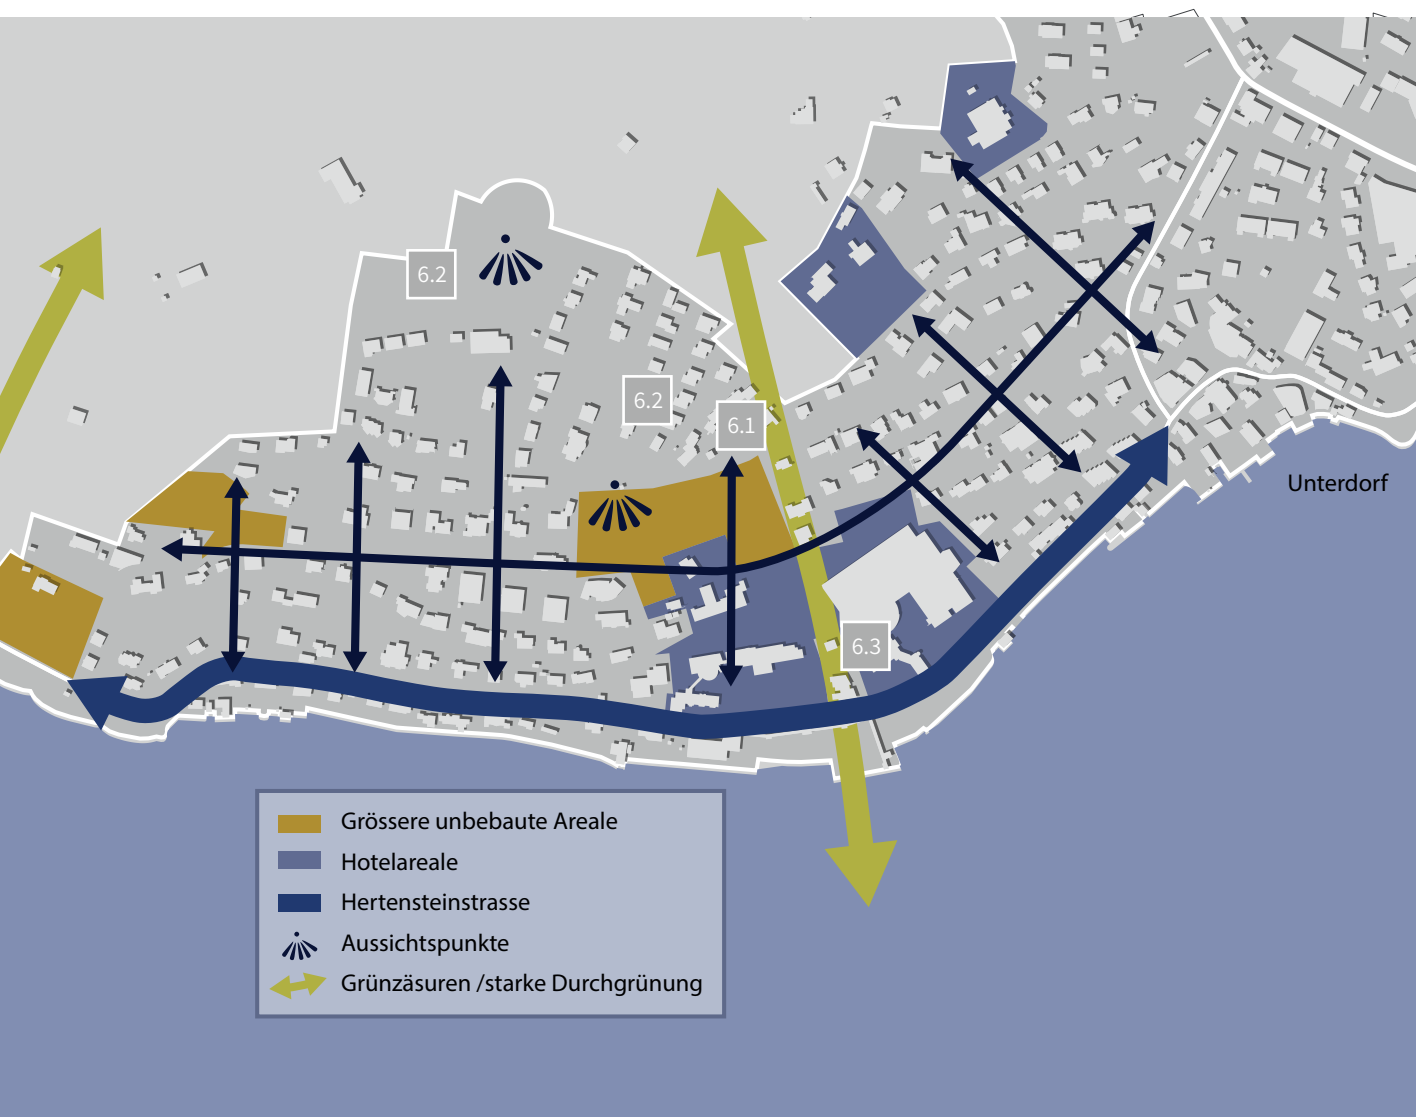 6.2
6.2
6.1
Unterdorf
6.3
Grössere unbebaute Areale
Hotelareale
Hertensteinstrasse
Aussichtspunkte
Grünzäsuren /starke Durchgrünung